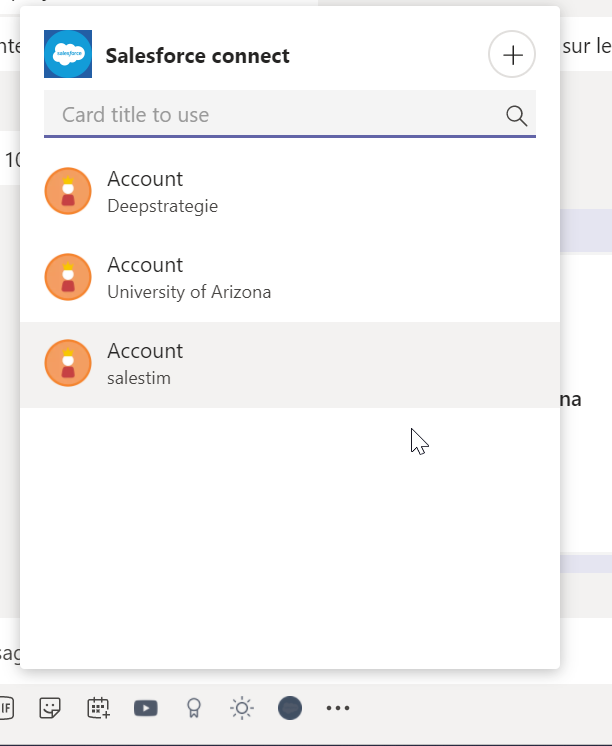 sur le
salesforce
Salesforce connect
Card title to use
10
Account
Deepstrategie
Account
University of Arizona
Account
salestim
na
sag
IF